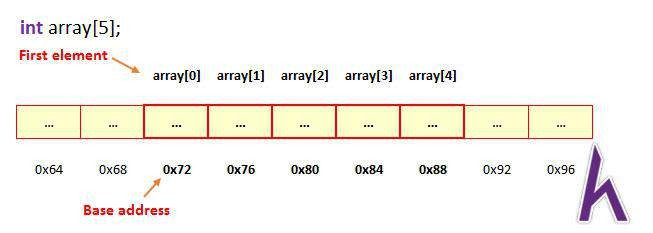 int array[5];
First element
array[0] array[1] array[2] array[3] array[4]
... ... ... ... ... ... ... ... ...
0x64 0x68 0x72 0x76 0x80 0x84 0x88 0x92 0x96
Base address